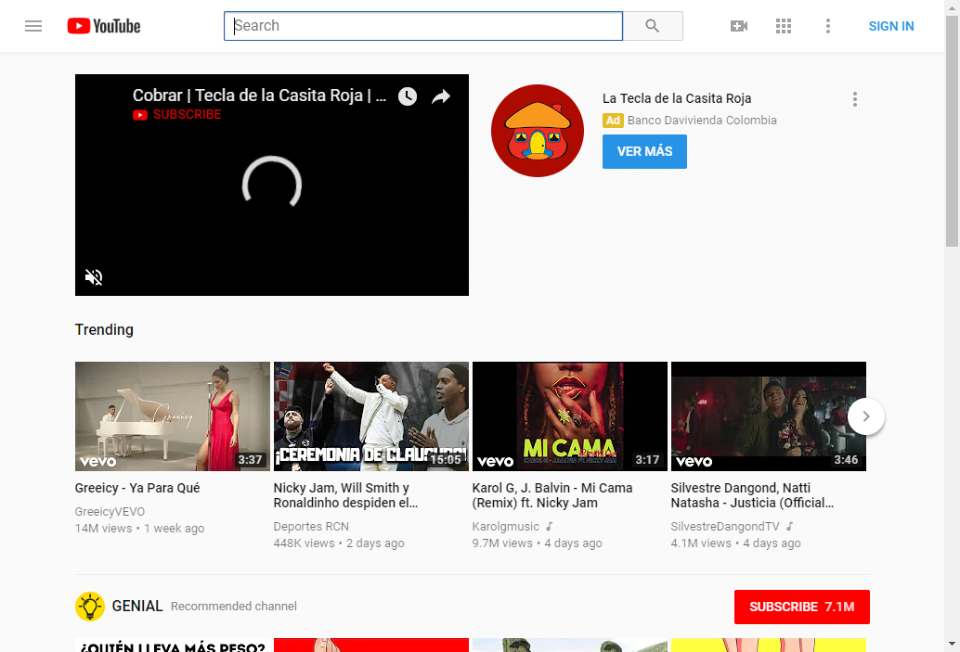 YouTube
Search
SIGN IN
Cobrar | Tecla de la Casita Roja | ...
SUBSCRIBE
La Tecla de la Casita Roja
Ad Banco Davivienda Colombia
VER MÁS
Trending
Greeicy
vevo
3:37
¡CEREMONIA DE CLAUSURA!
15:05
MI CAMA
vevo
3:17
vevo
3:46
Greeicy - Ya Para Qué
GreeicyVEVO
14M views • 1 week ago
Nicky Jam, Will Smith y
Ronaldinho despiden el...
Deportes RCN
448K views • 2 days ago
Karol G, J. Balvin - Mi Cama
(Remix) ft. Nicky Jam
Karolgmusic
9.7M views • 4 days ago
Silvestre Dangond, Natti
Natasha - Justicia (Official...
SilvestreDangondTV
4.1M views • 4 days ago
GENIAL Recommended channel
SUBSCRIBE 7.1M
¿QUIÉN LLEVA MÁS PESO?